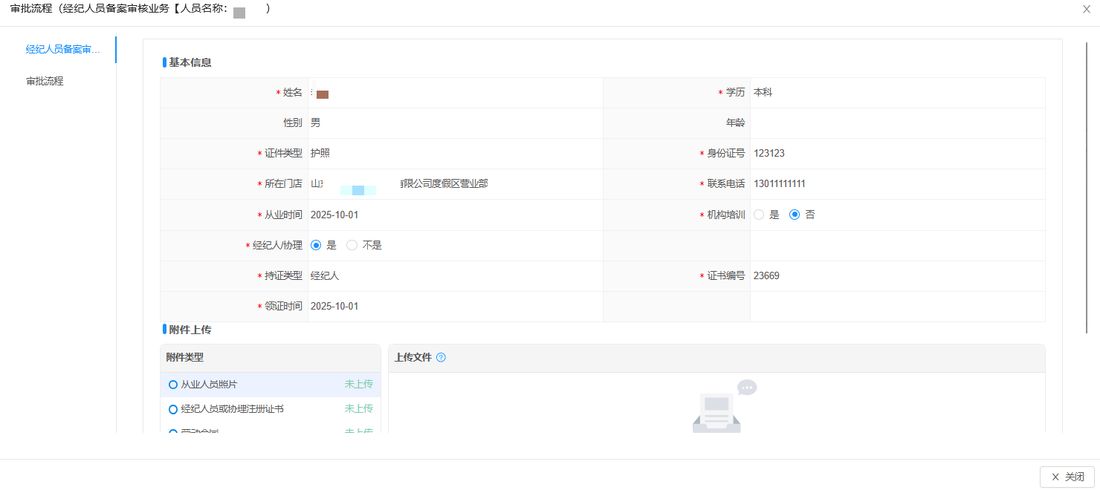 审批流程（经纪人员备案审核业务【人员名称： ）
经纪人员备案审...
审批流程
基本信息
* 姓名 * 学历 本科
性别 男 年龄
* 证件类型 护照 * 身份证号 123123
* 所在门店 山 有限公司度假区营业部 * 联系电话 13011111111
* 从业时间 2025-10-01 * 机构培训 是 否
* 经纪人/协理 是 不是
* 持证类型 经纪人 * 证书编号 23669
* 领证时间 2025-10-01
附件上传
附件类型 上传文件
从业人员照片 未上传
经纪人员或协理注册证书 未上传
关闭